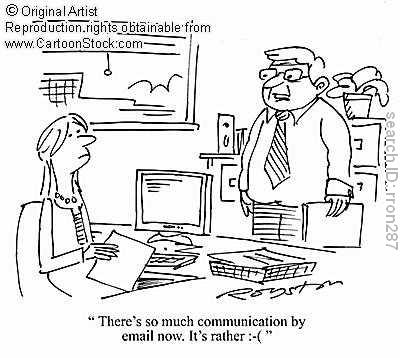 © Original Artist
Reproduction rights obtainable from
www.CartoonStock.com
search ID: rron287
Royston
“ There's so much communication by
email now. It's rather :-( ”